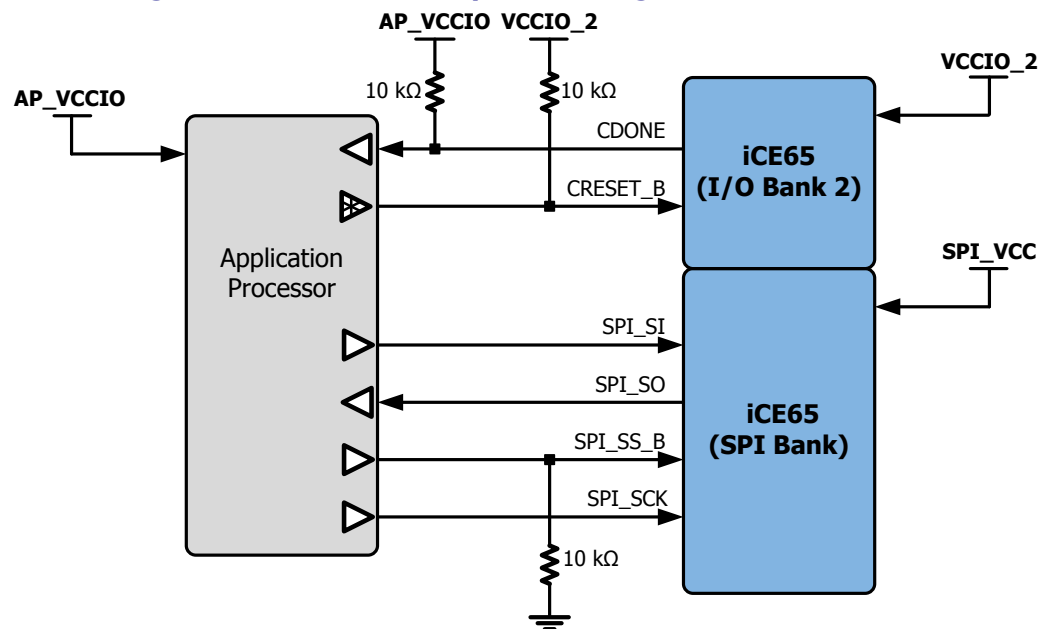 AP_VCCIO VCCIO_2
10 kΩ
10 kΩ
VCCIO_2
AP_VCCIO
CDONE
iCE65
(I/O Bank 2)
CRESET_B
Application
Processor
SPI_VCC
SPI_SI
SPI_SO
iCE65
(SPI Bank)
SPI_SS_B
SPI_SCK
10 kΩ